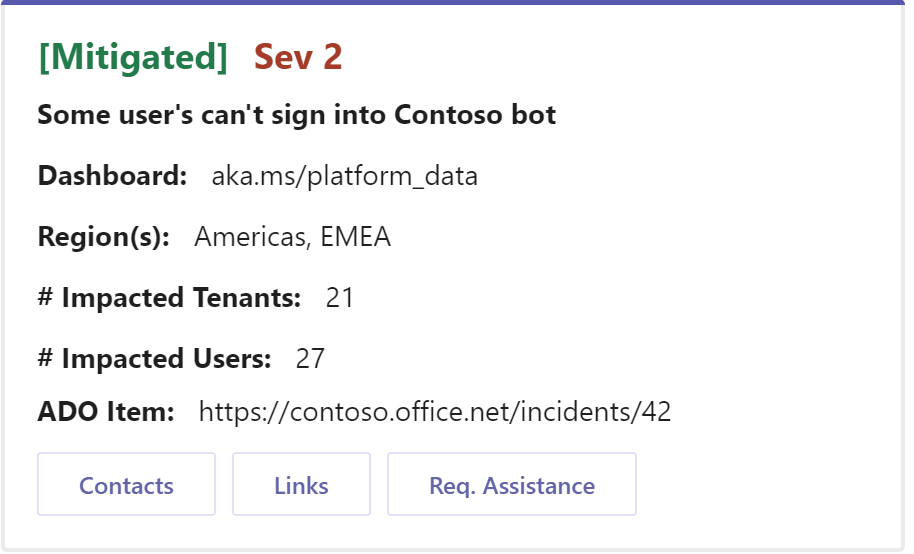 [Mitigated] Sev 2
Some user's can't sign into Contoso bot
Dashboard: aka.ms/platform_data
Region(s): Americas, EMEA
# Impacted Tenants: 21
# Impacted Users: 27
ADO Item: https://contoso.office.net/incidents/42
Contacts Links Req. Assistance